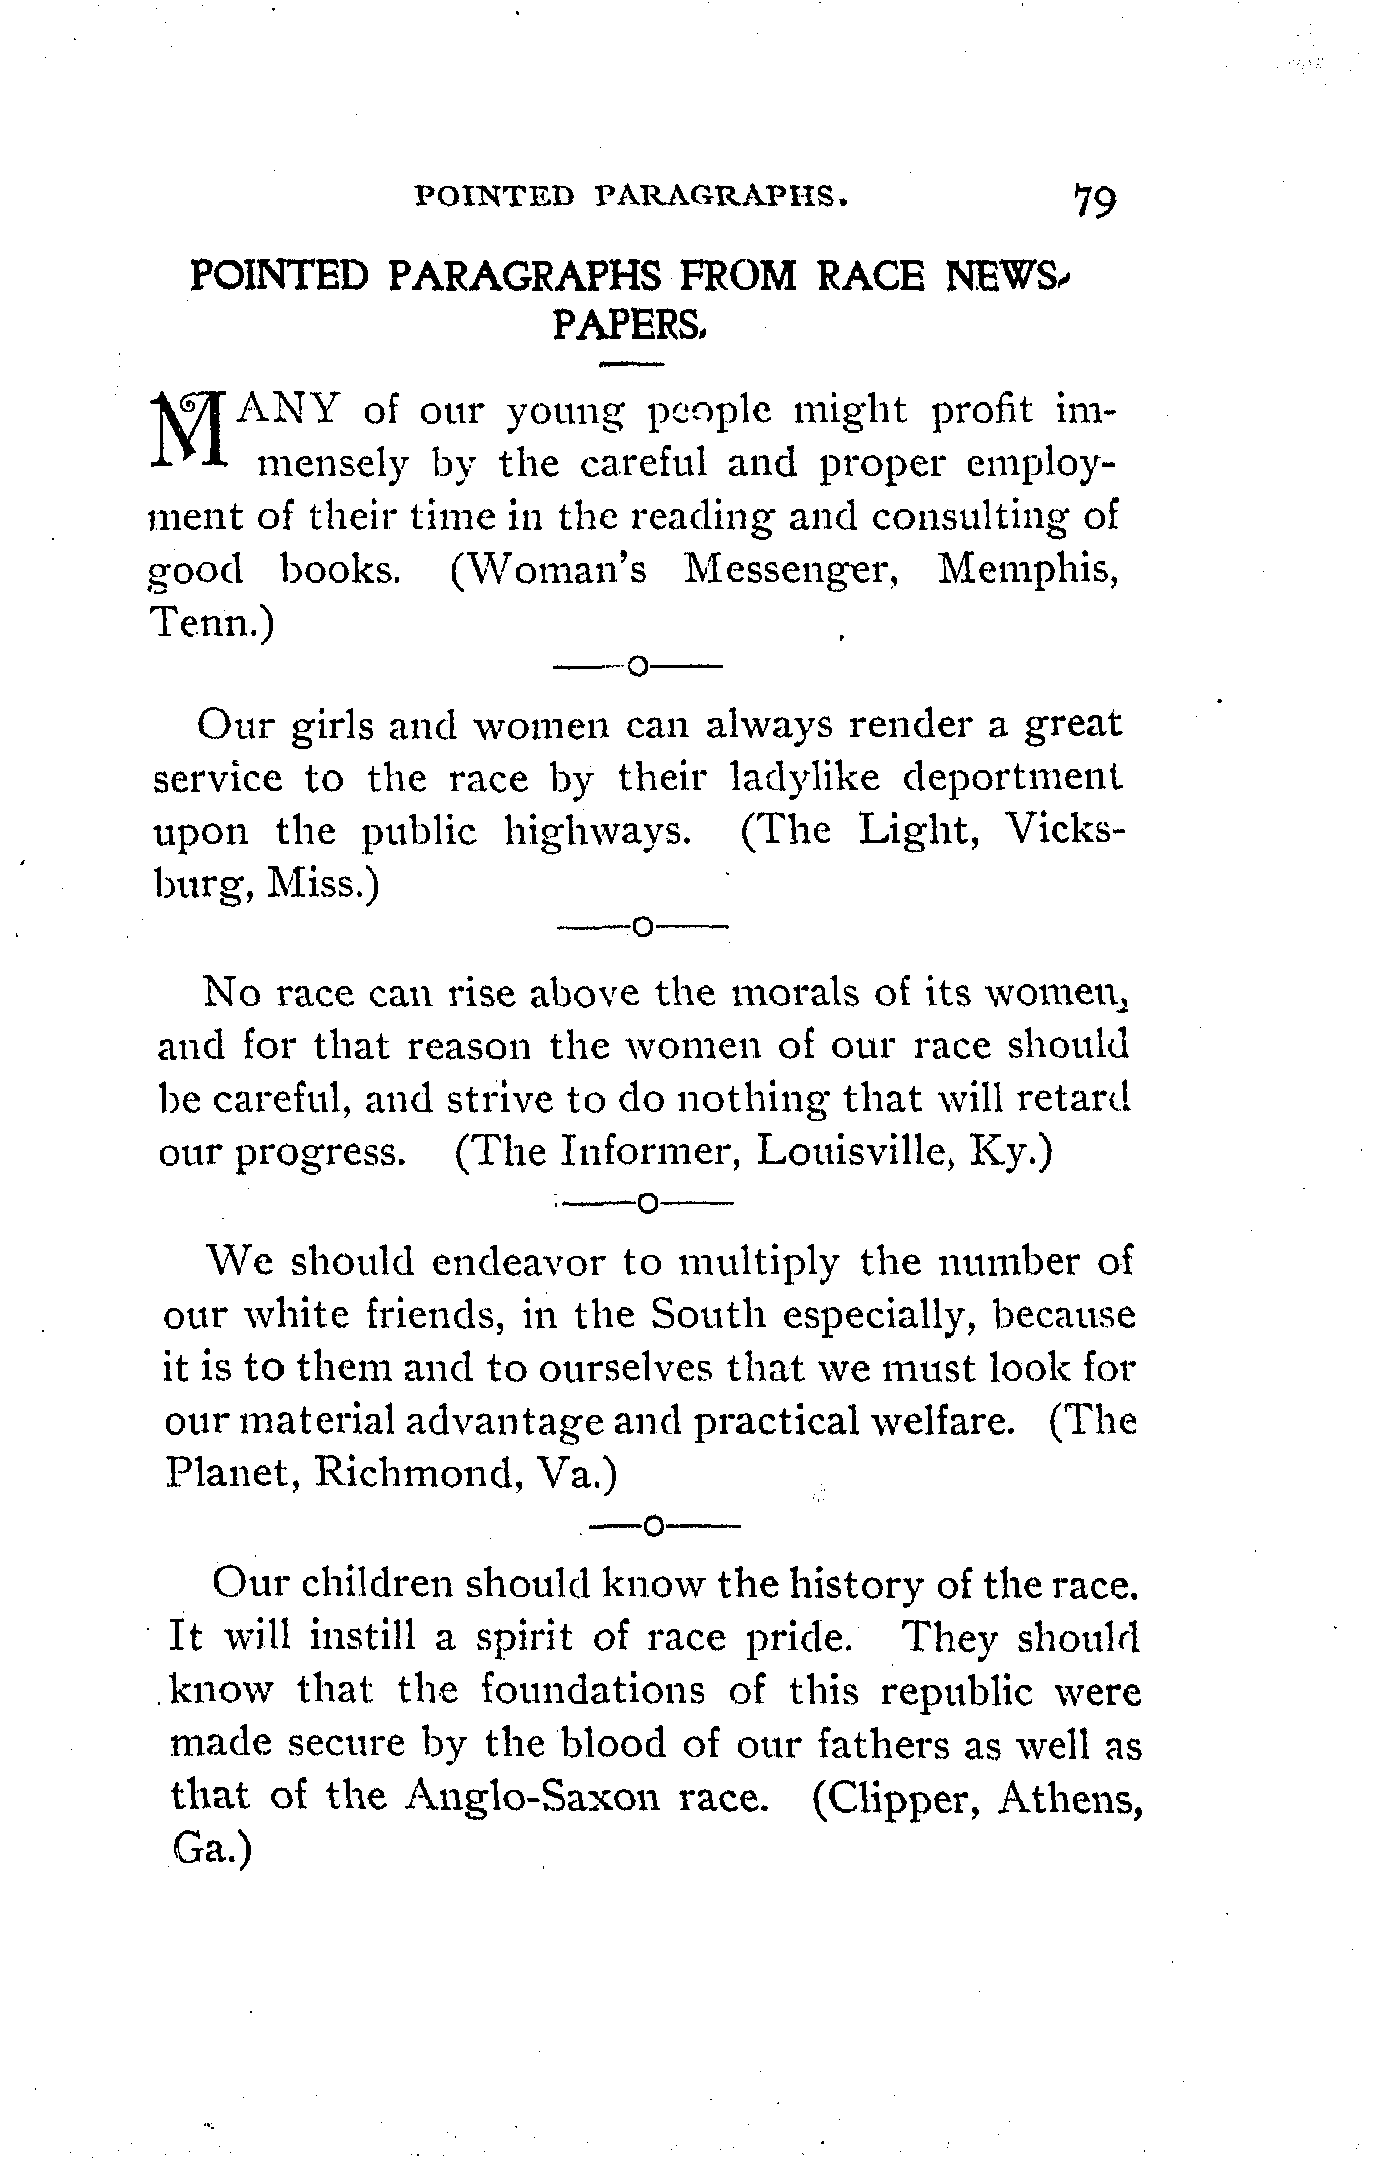 POINTED PARAGRAPHS. 79
POINTED PARAGRAPHS FROM RACE NEWS-
PAPERS.
MANY of our young people might profit im-
mensely by the careful and proper employ-
ment of their time in the reading and consulting of
good books. (Woman's Messenger, Memphis,
Tenn.)
——o——
Our girls and women can always render a great
service to the race by their ladylike deportment
upon the public highways. (The Light, Vicks-
burg, Miss.)
——o——
No race can rise above the morals of its women,
and for that reason the women of our race should
be careful, and strive to do nothing that will retard
our progress. (The Informer, Louisville, Ky.)
——o——
We should endeavor to multiply the number of
our white friends, in the South especially, because
it is to them and to ourselves that we must look for
our material advantage and practical welfare. (The
Planet, Richmond, Va.)
——o——
Our children should know the history of the race.
It will instill a spirit of race pride. They should
know that the foundations of this republic were
made secure by the blood of our fathers as well as
that of the Anglo-Saxon race. (Clipper, Athens,
Ga.)